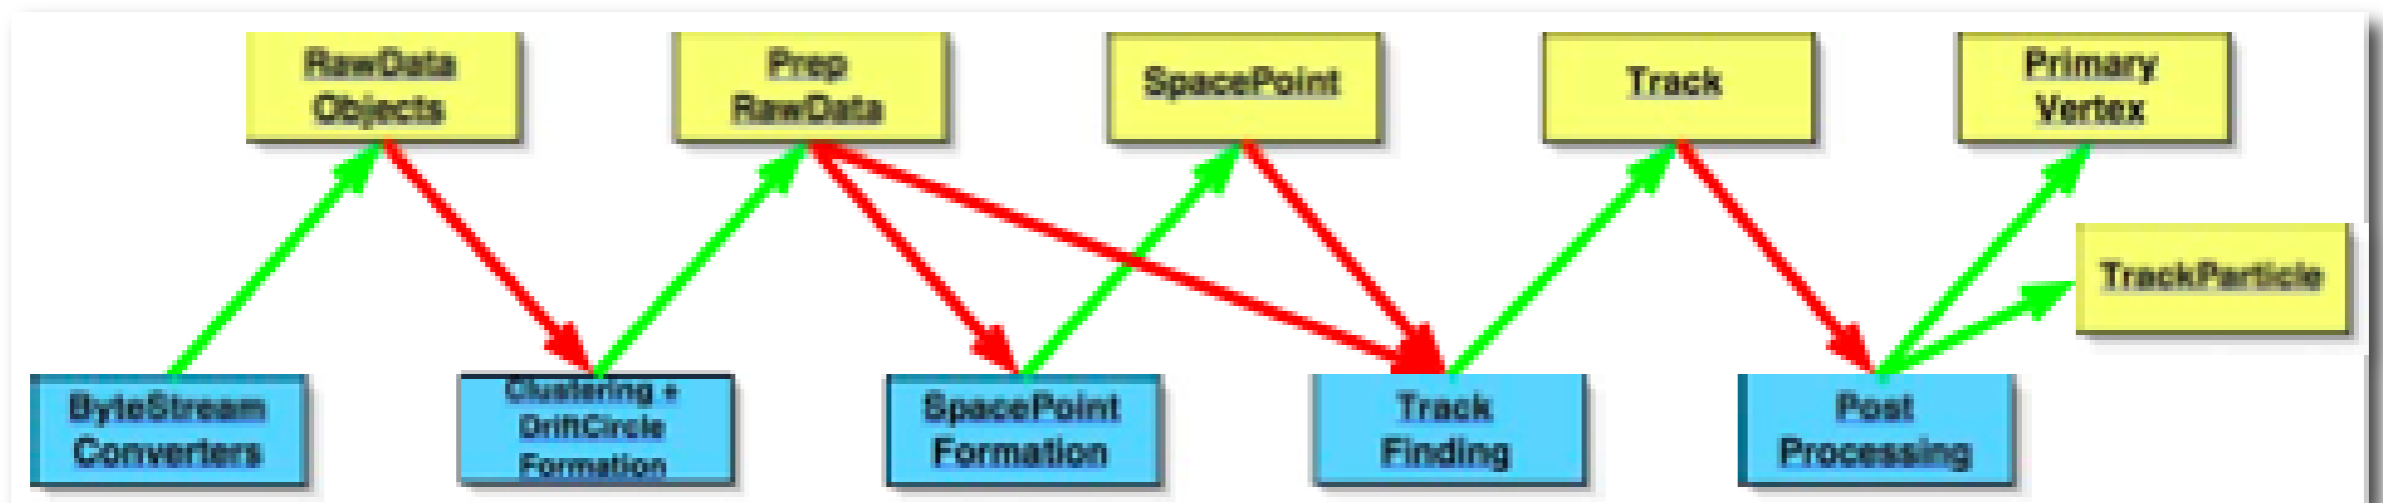 RawData
Objects
Prep
RawData
SpacePoint
Track
Primary
Vertex
TrackParticle
ByteStream
Converters
Clustering +
DriftCircle
Formation
SpacePoint
Formation
Track
Finding
Post
Processing